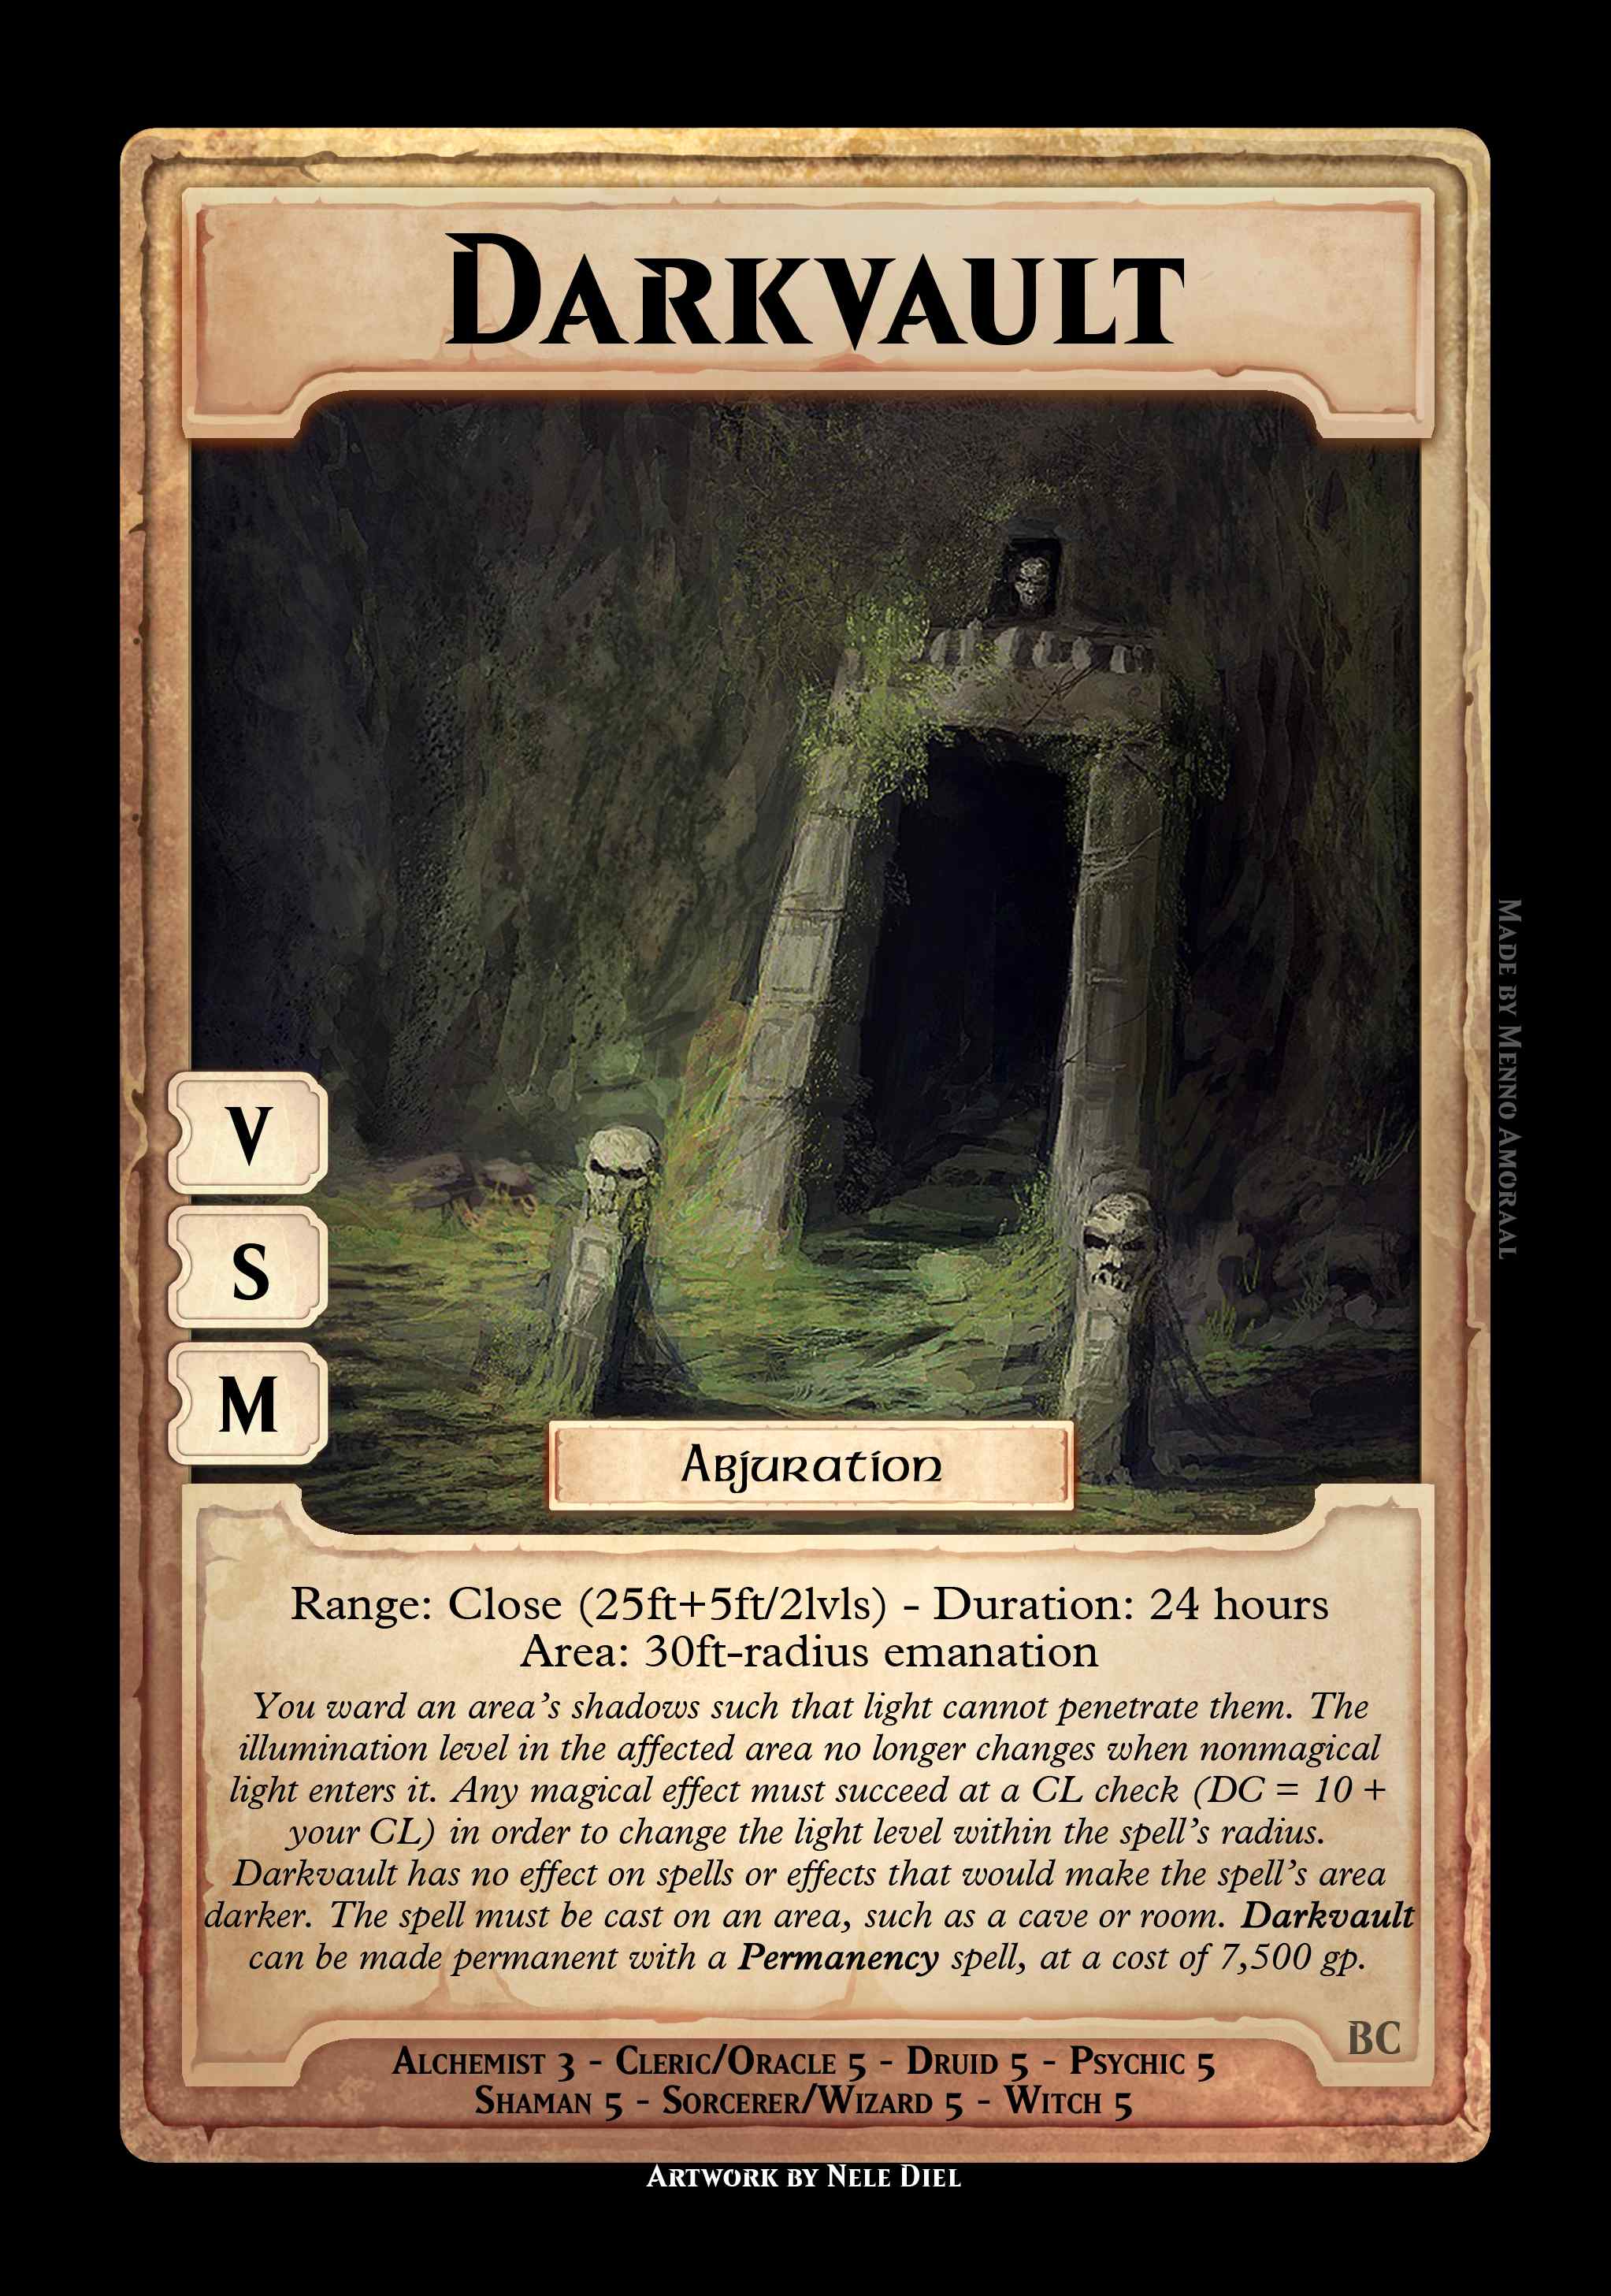 Darkvault
V
S
M
Abjuration
Range: Close (25ft+5ft/2lvls) - Duration: 24 hours
Area: 30ft-radius emanation
You ward an area's shadows such that light cannot penetrate them. The
illumination level in the affected area no longer changes when nonmagical
light enters it. Any magical effect must succeed at a CL check (DC = 10 +
your CL) in order to change the light level within the spell's radius.
Darkvault has no effect on spells or effects that would make the spell's area
darker. The spell must be cast on an area, such as a cave or room. Darkvault
can be made permanent with a Permanency spell, at a cost of 7,500 gp.
BC
Alchemist 3 - Cleric/Oracle 5 - Druid 5 - Psychic 5
Shaman 5 - Sorcerer/Wizard 5 - Witch 5
Artwork by Nele Diel
Made by Menno Amoraal